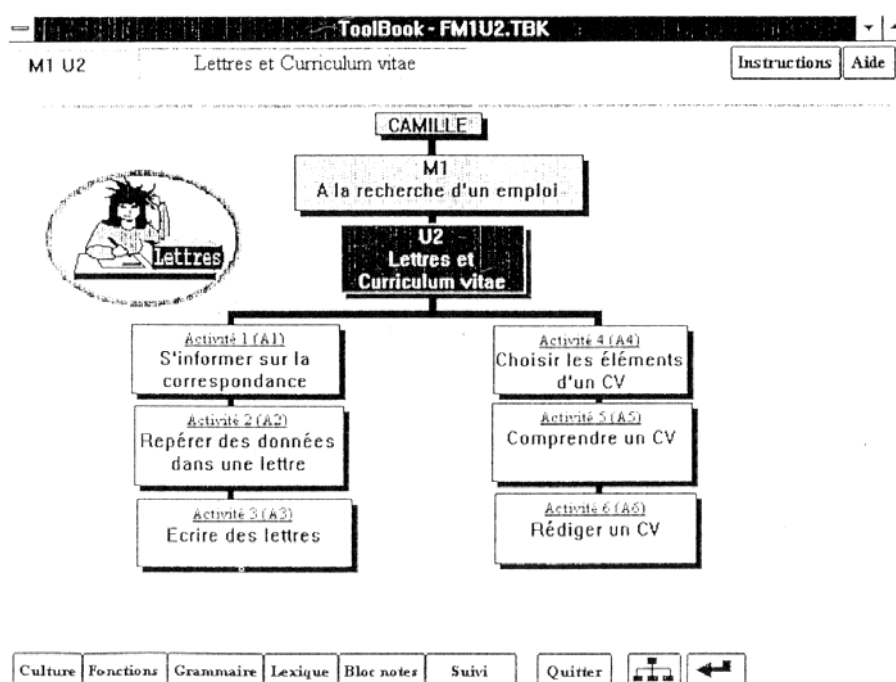 ToolBook - FM1U2.TBK
M1 U2
Lettres et Curriculum vitae
Instructions
Aide
CAMILLE
M1
A la recherche d'un emploi
Lettres
U2
Lettres et
Curriculum vitae
Activité 1 (A1)
S'informer sur la
correspondance
Activité 2 (A2)
Repérer des données
dans une lettre
Activité 3 (A3)
Ecrire des lettres
Activité 4 (A4)
Choisir les éléments
d'un CV
Activité 5 (A5)
Comprendre un CV
Activité 6 (A6)
Rédiger un CV
Culture
Fonctions
Grammaire
Lexique
Bloc notes
Suivi
Quitter